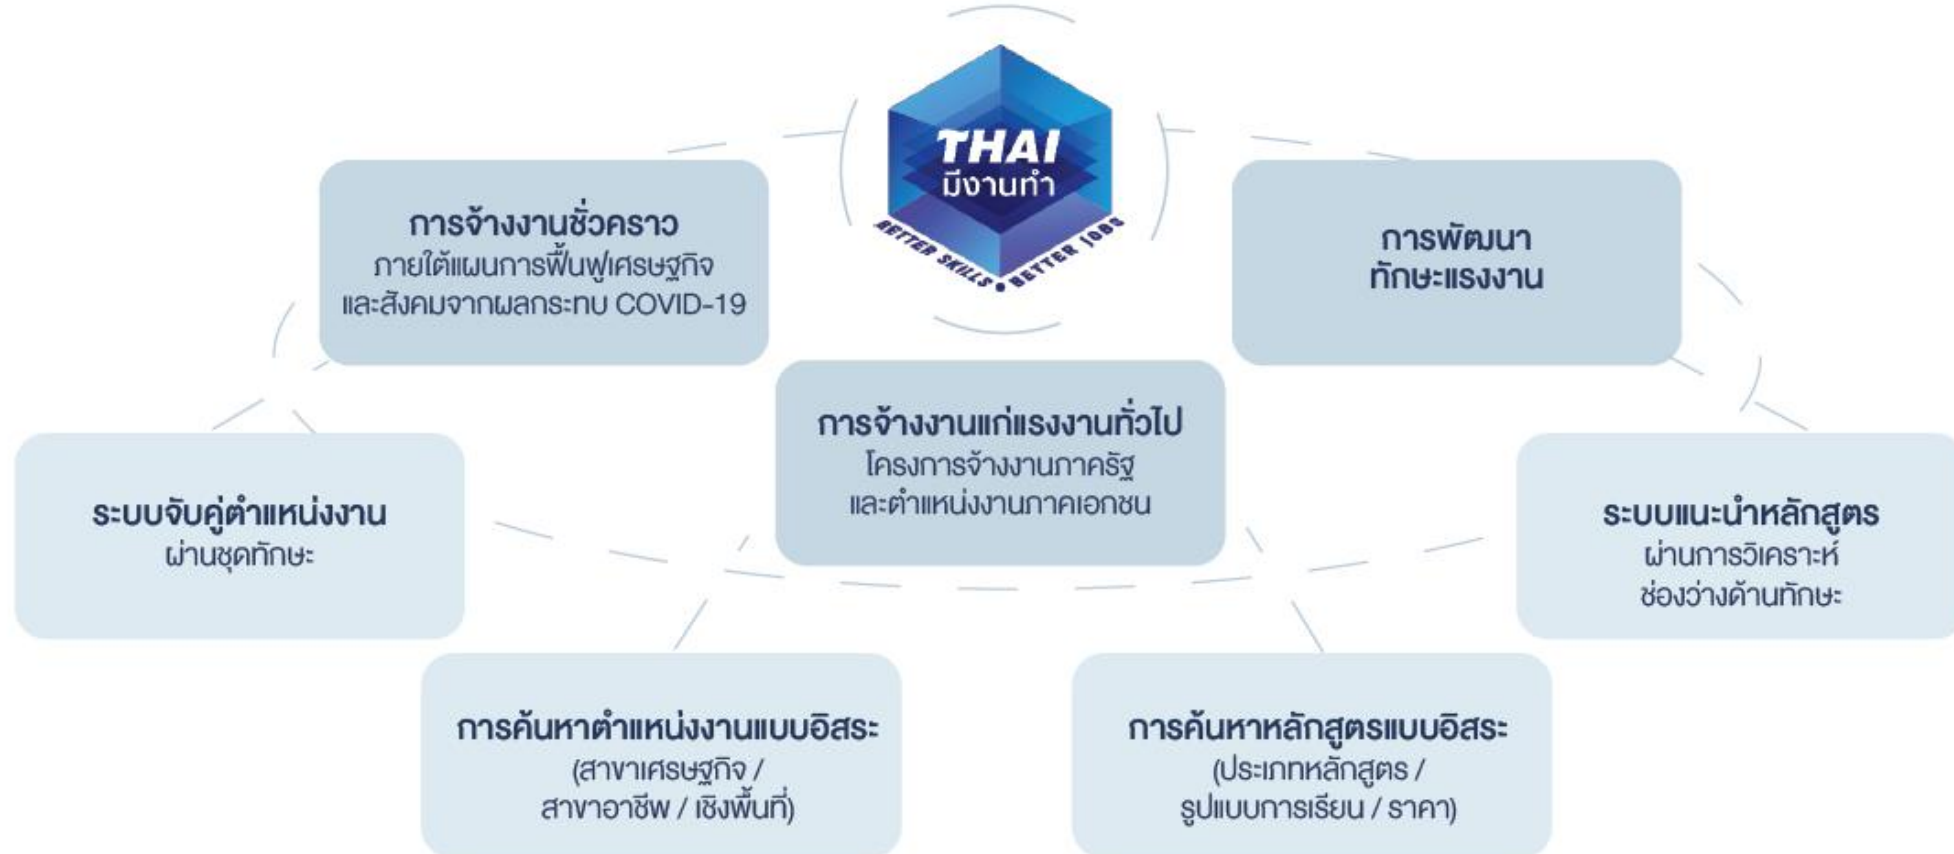 THAI
มีงานทำ
BETTER SKILLS • BETTER JOBS
การจ้างงานชั่วคราว
ภายใต้แผนการฟื้นฟูเศรษฐกิจ
และสังคมจากผลกระทบ COVID-19
การพัฒนา
ทักษะแรงงาน
การจ้างงานแก่แรงงานทั่วไป
โครงการจ้างงานภาครัฐ
และตำแหน่งงานภาคเอกชน
ระบบจับคู่ตำแหน่งงาน
ผ่านชุดทักษะ
ระบบแนะนำหลักสูตร
ผ่านการวิเคราะห์
ช่องว่างด้านทักษะ
การค้นหาตำแหน่งงานแบบอิสระ
(สาขาเศรษฐกิจ /
สาขาอาชีพ / เชิงพื้นที่)
การค้นหาหลักสูตรแบบอิสระ
(ประเภทหลักสูตร /
รูปแบบการเรียน / ราคา)